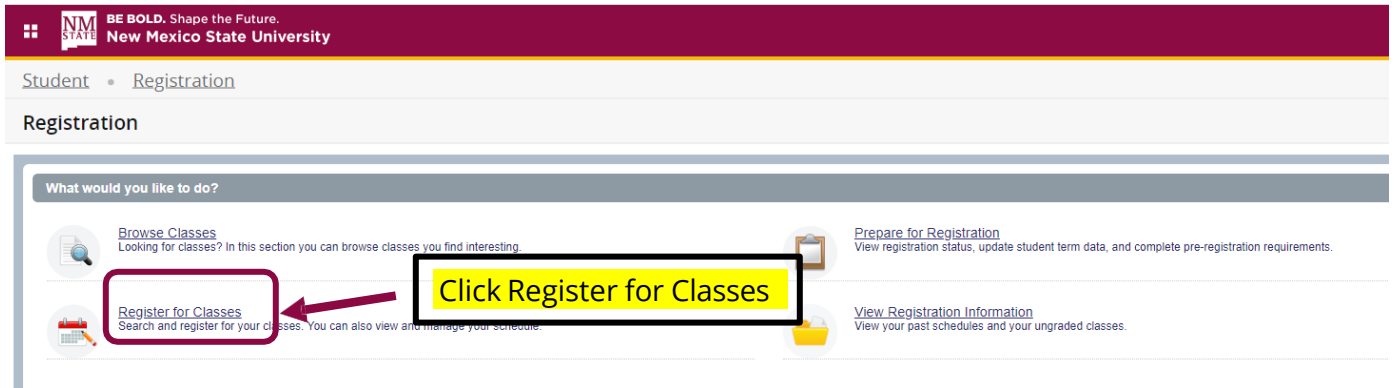 NM
STATE
BE BOLD. Shape the Future.
New Mexico State University
Student • Registration
Registration
What would you like to do?
Browse Classes
Looking for classes? In this section you can browse classes you find interesting.
Prepare for Registration
View registration status, update student term data, and complete pre-registration requirements.
Click Register for Classes
Register for Classes
Search and register for your classes. You can also view and manage your schedule.
View Registration Information
View your past schedules and your ungraded classes.